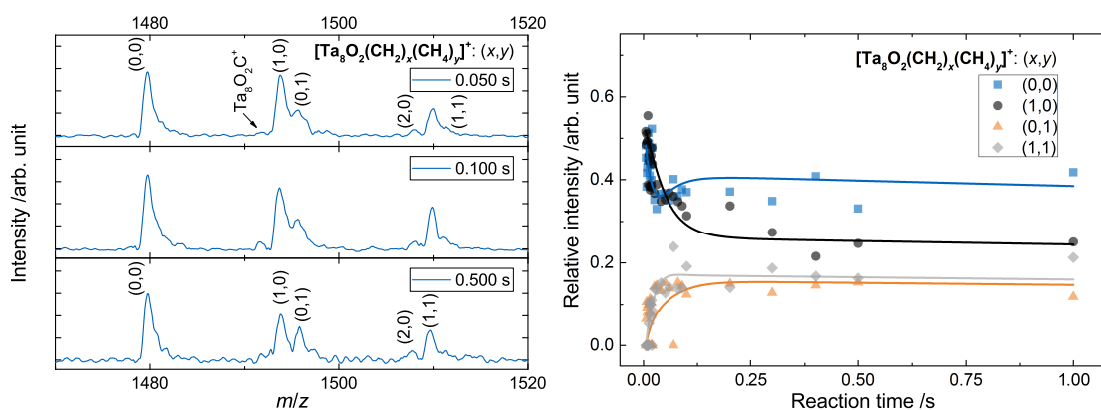 1480 1500 1520
[Ta₈O₂(CH₂)ₓ(CH₄)ᵧ]⁺: (x,y)
(0,0)
Ta₈O₂C⁺
(1,0)
(0,1)
(2,0)
(1,1)
0.050 s
0.100 s
0.500 s
(0,0)
(1,0)
(0,1)
(2,0)
(1,1)
Intensity /arb. unit
1480 1500 1520
m/z
[Ta₈O₂(CH₂)ₓ(CH₄)ᵧ]⁺: (x,y)
(0,0)
(1,0)
(0,1)
(1,1)
Relative intensity /arb. unit
0.6
0.4
0.2
0.0
0.00 0.25 0.50 0.75 1.00
Reaction time /s